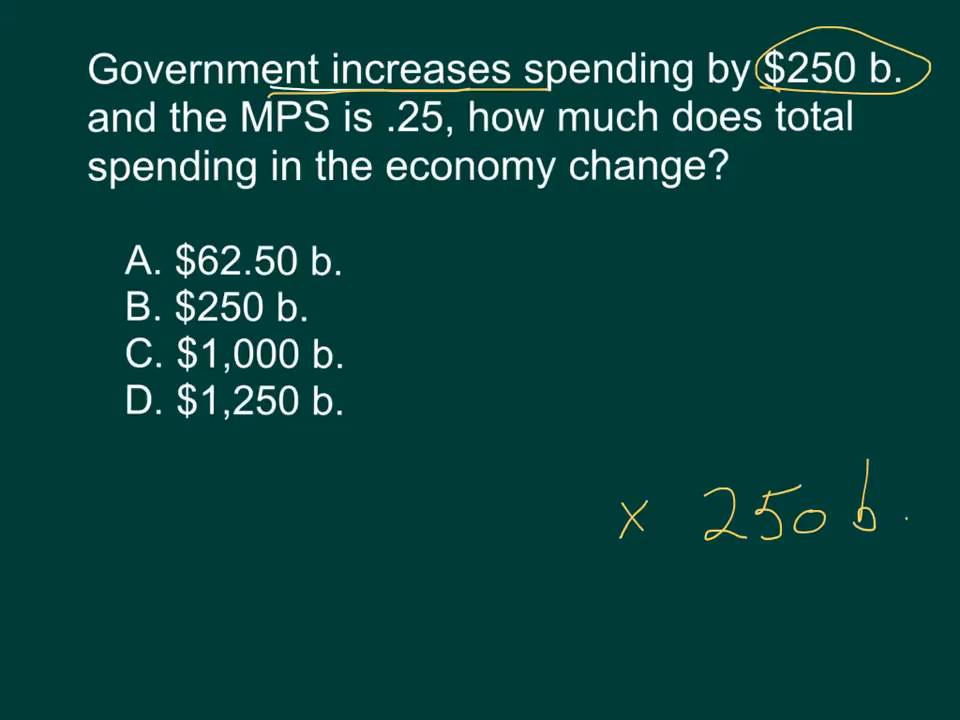 Government increases spending by $250 b.
and the MPS is .25, how much does total
spending in the economy change?
A. $62.50 b.
B. $250 b.
C. $1,000 b.
D. $1,250 b.
x 250 b.